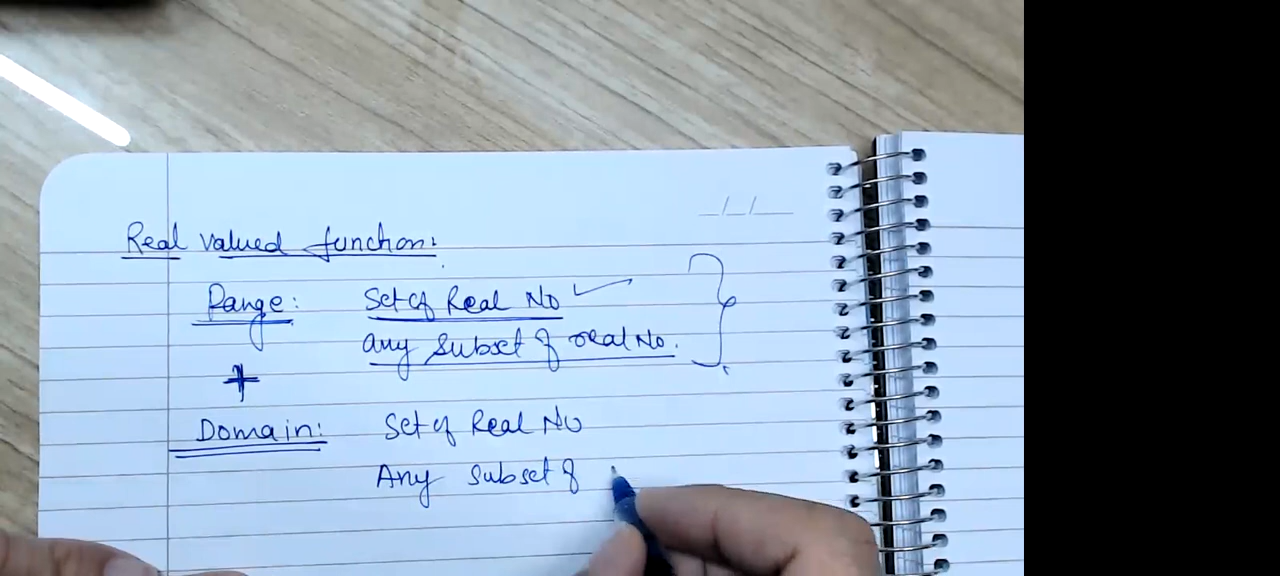 Real valued function:
Range: Set of Real No
any Subset of real No.
+
Domain: Set of Real No
Any Subset of